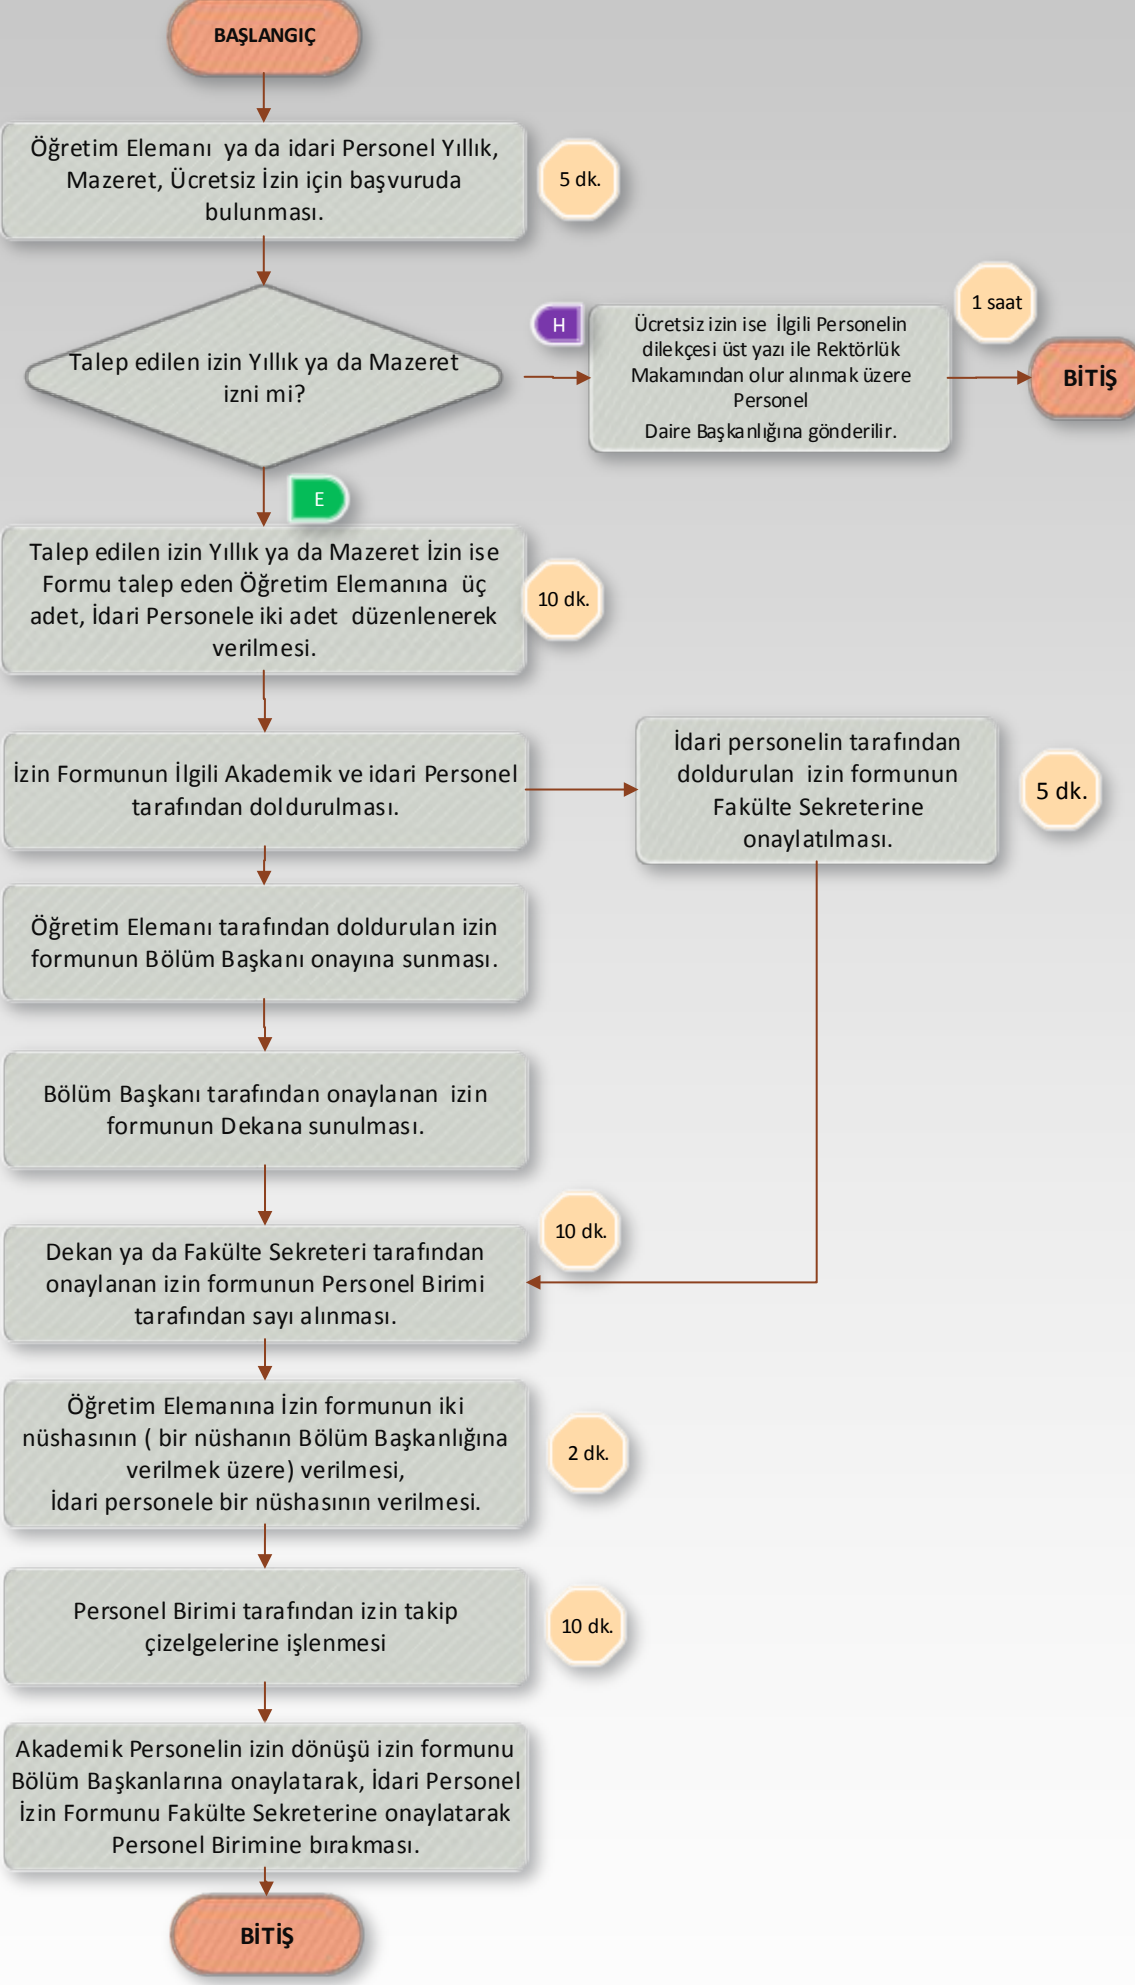 BAŞLANGIÇ
Öğretim Elemanı ya da idari Personel Yıllık,
Mazeret, Ücretsiz İzin için başvuruda
bulunması.
5 dk.
Talep edilen izin Yıllık ya da Mazeret
izni mi?
H
Ücretsiz izin ise İlgili Personelin
dilekçesi üst yazı ile Rektörlük
Makamından olur alınmak üzere
Personel
Daire Başkanlığına gönderilir.
1 saat
BİTİŞ
E
Talep edilen izin Yıllık ya da Mazeret İzin ise
Formu talep eden Öğretim Elemanına üç
adet, İdari Personele iki adet düzenlenerek
verilmesi.
10 dk.
İzin Formunun İlgili Akademik ve idari Personel
tarafından doldurulması.
İdari personelin tarafından
doldurulan izin formunun
Fakülte Sekreterine
onaylatılması.
5 dk.
Öğretim Elemanı tarafından doldurulan izin
formunun Bölüm Başkanı onayına sunması.
Bölüm Başkanı tarafından onaylanan izin
formunun Dekana sunulması.
Dekan ya da Fakülte Sekreteri tarafından
onaylanan izin formunun Personel Birimi
tarafından sayı alınması.
10 dk.
Öğretim Elemanına İzin formunun iki
nüshasının ( bir nüshanın Bölüm Başkanlığına
verilmek üzere) verilmesi,
İdari personele bir nüshasının verilmesi.
2 dk.
Personel Birimi tarafından izin takip
çizelgelerine işlenmesi
10 dk.
Akademik Personelin izin dönüşü izin formunu
Bölüm Başkanlarına onaylatarak, İdari Personel
İzin Formunu Fakülte Sekreterine onaylatarak
Personel Birimine bırakması.
BİTİŞ